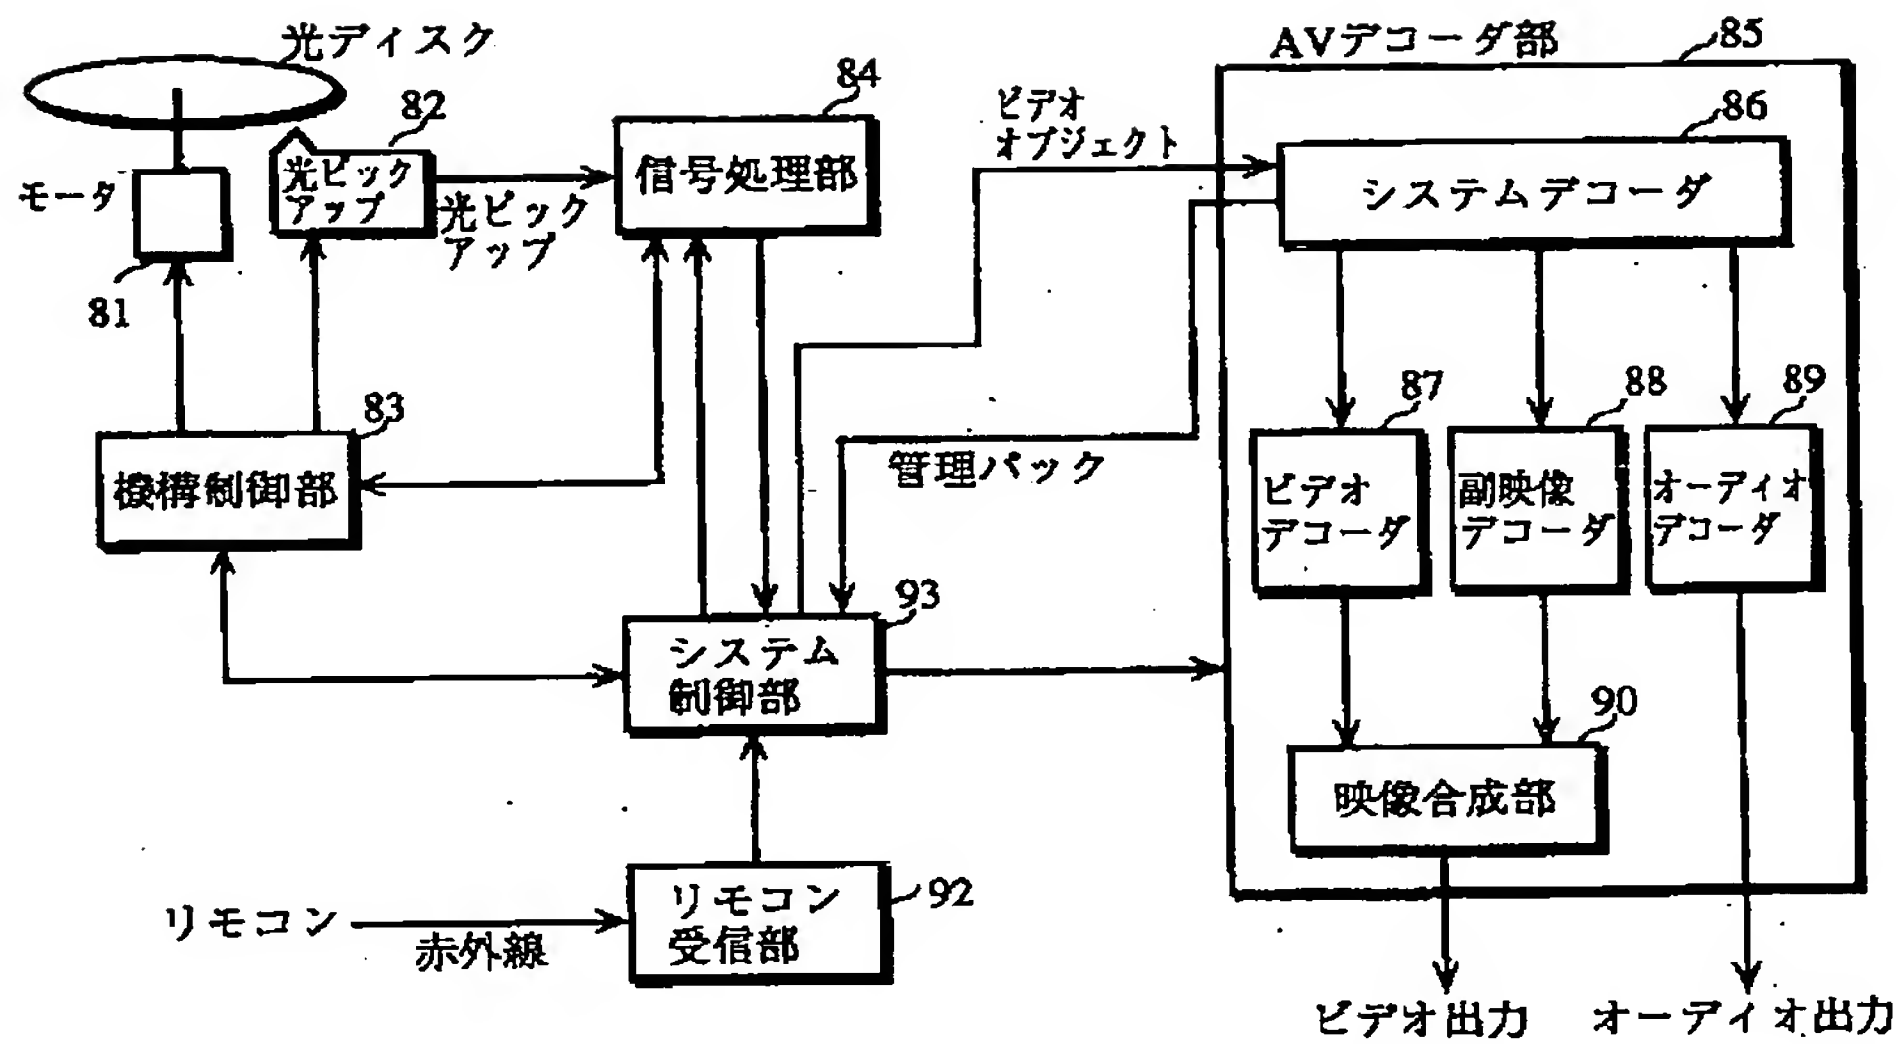 光ディスク
82
光ピック
アップ
モータ
81
光ピック
アップ
84
信号処理部
ビデオ
オブジェクト
AVデコーダ部
85
86
システムデコーダ
83
機構制御部
管理パック
87
ビデオ
デコーダ
88
副映像
デコーダ
89
オーディオ
デコーダ
93
システム
制御部
90
映像合成部
リモコン
赤外線
リモコン
受信部
92
ビデオ出力
オーディオ出力